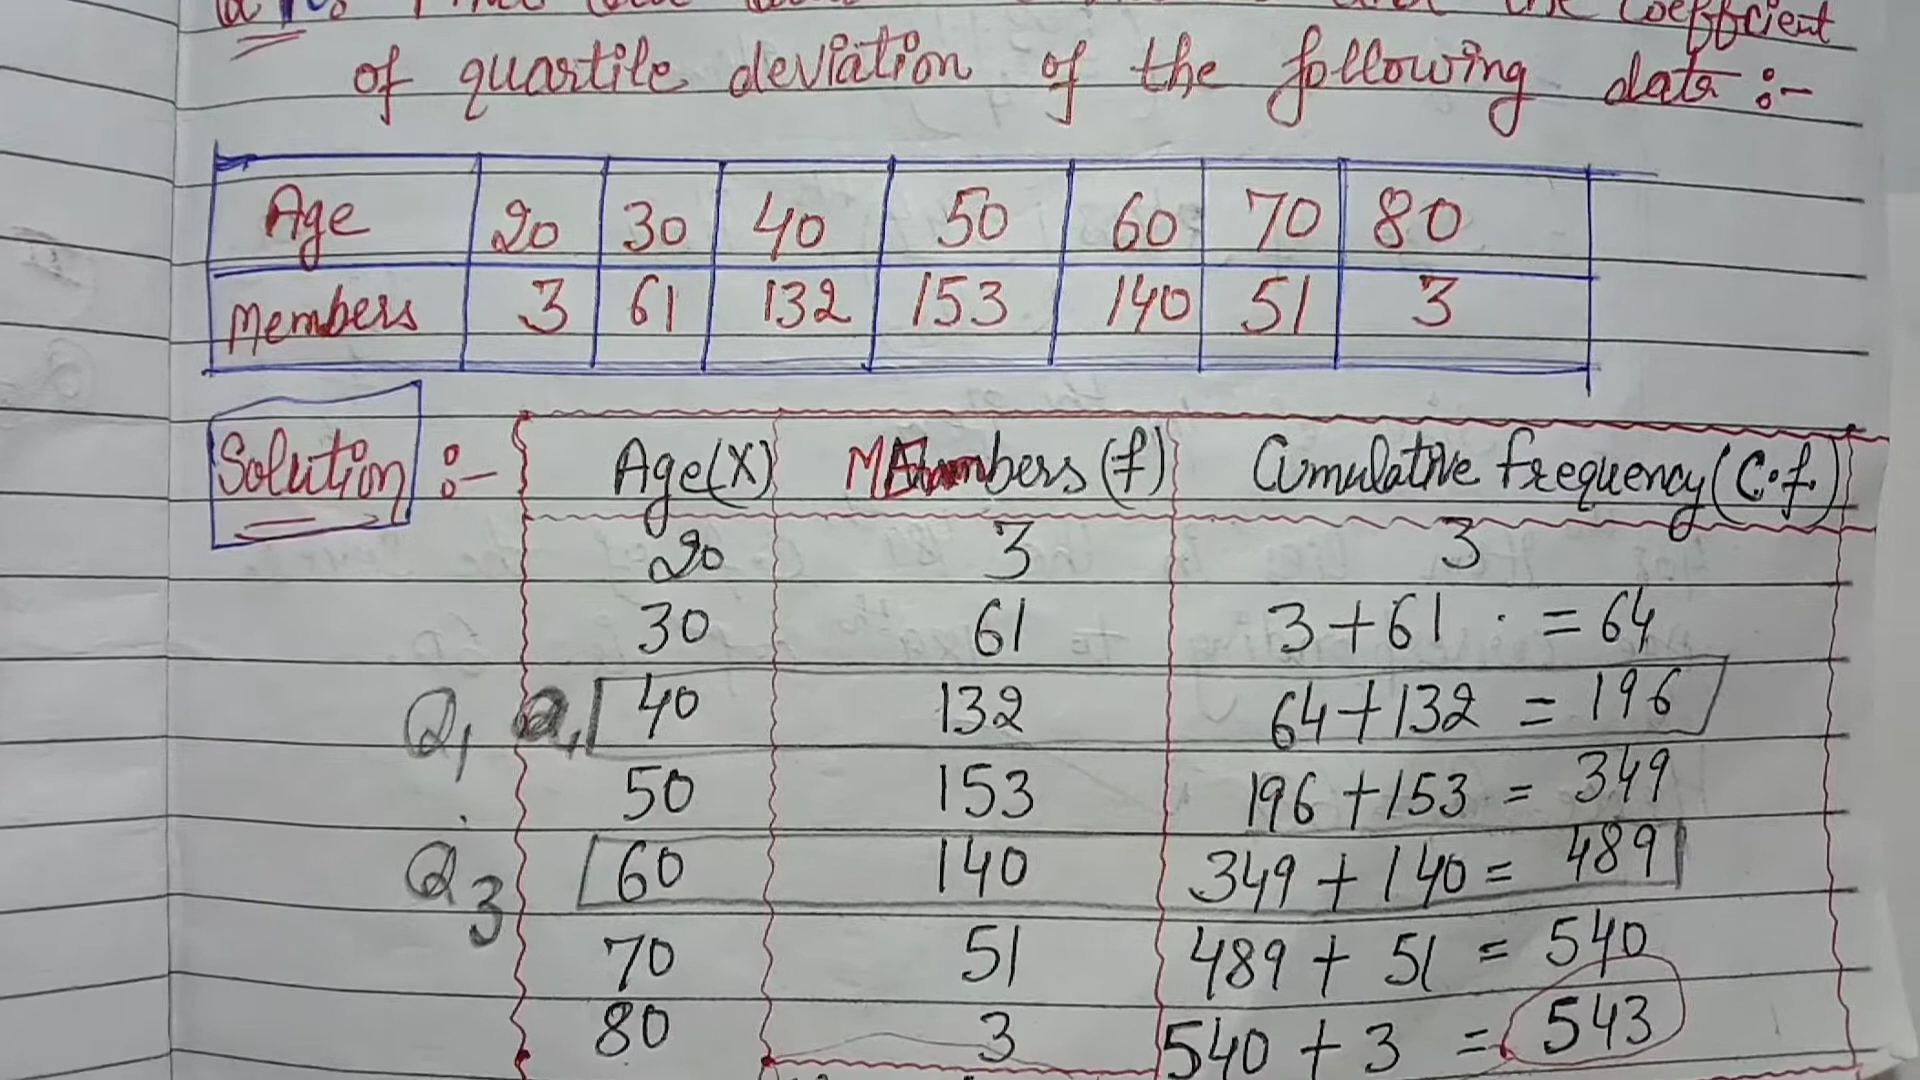 the Coefficient
of quartile deviation of the following data :-
Age 20 30 40 50 60 70 80
Members 3 61 132 153 140 51 3
Solution :- Age(X) Members (f) Cumulative frequency (C.f.)
20 3 3
30 61 3+61 = 64
Q1 Q1 40 132 64+132 = 196
50 153 196+153 = 349
Q3 60 140 349+140 = 489
70 51 489+51 = 540
80 3 540+3 = 543